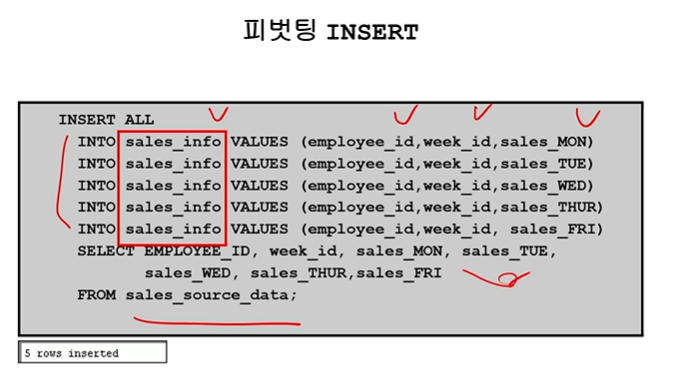 피벗팅 INSERT
INSERT ALL
INTO sales_info VALUES (employee_id,week_id,sales_MON)
INTO sales_info VALUES (employee_id,week_id,sales_TUE)
INTO sales_info VALUES (employee_id,week_id,sales_WED)
INTO sales_info VALUES (employee_id,week_id,sales_THUR)
INTO sales_info VALUES (employee_id,week_id, sales_FRI)
SELECT EMPLOYEE_ID, week_id, sales_MON, sales_TUE,
sales_WED, sales_THUR,sales_FRI
FROM sales_source_data;
5 rows inserted